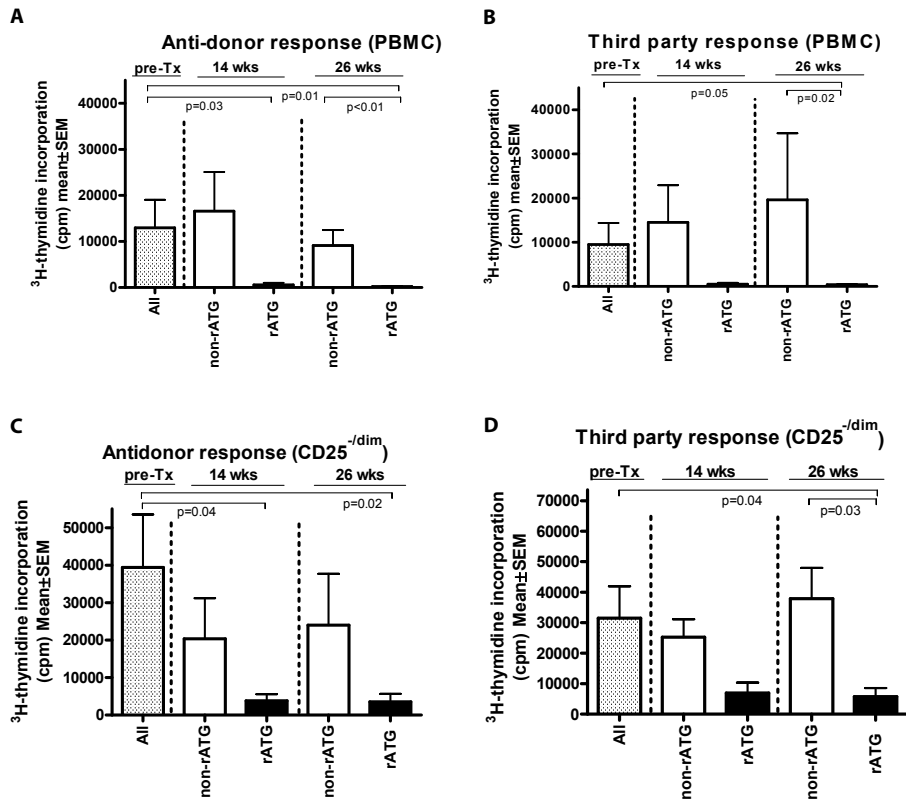 A
Anti-donor response (PBMC)
pre-Tx 14 wks 26 wks
p=0.01
p=0.03 p<0.01
³H-thymidine incorporation
(cpm) mean±SEM
40000
30000
20000
10000
0
All non-rATG rATG non-rATG rATG
B
Third party response (PBMC)
pre-Tx 14 wks 26 wks
p=0.05 p=0.02
³H-thymidine incorporation
(cpm) mean±SEM
40000
30000
20000
10000
0
All non-rATG rATG non-rATG rATG
C
Antidonor response (CD25⁻/ᵈⁱᵐ)
pre-Tx 14 wks 26 wks
p=0.04 p=0.02
³H-thymidine incorporation
(cpm) Mean±SEM
50000
40000
30000
20000
10000
0
All non-rATG rATG non-rATG rATG
D
Third party response (CD25⁻/ᵈⁱᵐ)
pre-Tx 14 wks 26 wks
p=0.04 p=0.03
³H-thymidine incorporation
(cpm) Mean±SEM
70000
60000
50000
40000
30000
20000
10000
0
All non-rATG rATG non-rATG rATG